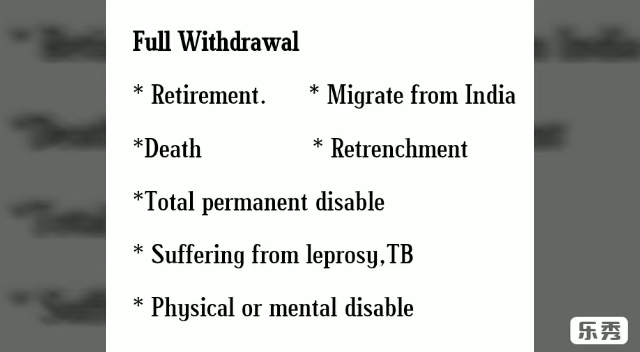 Full Withdrawal
* Retirement. * Migrate from India
*Death * Retrenchment
*Total permanent disable
* Suffering from leprosy,TB
* Physical or mental disable
乐秀